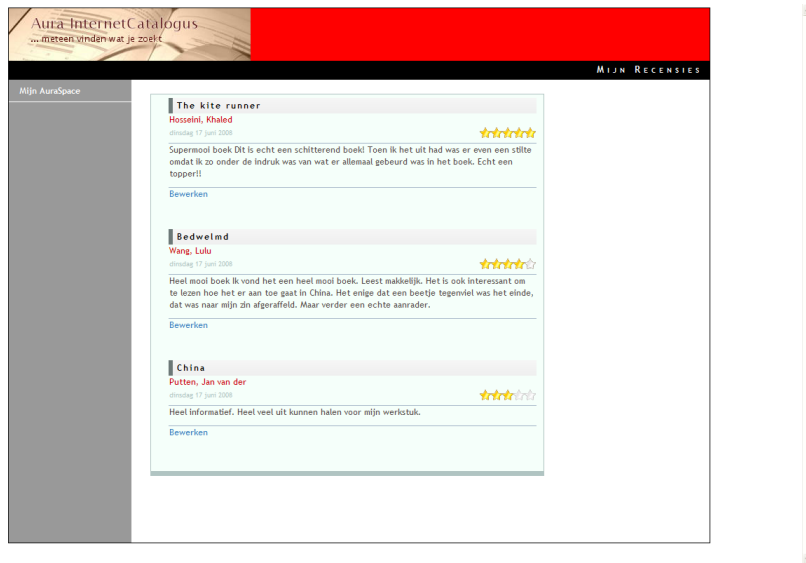 Aura InternetCatalogus
... meteen vinden wat je zoekt
Mijn Recensies
Mijn AuraSpace
The kite runner
Hosseini, Khaled
dinsdag 17 juni 2008
Supermooi boek Dit is echt een schitterend boek! Toen ik het uit had was er even een stilte
omdat ik zo onder de indruk was van wat er allemaal gebeurd was in het boek. Echt een
topper!!
Bewerken
Bedwelmd
Wang, Lulu
dinsdag 17 juni 2008
Heel mooi boek Ik vond het een heel mooi boek. Leest makkelijk. Het is ook interessant om
te lezen hoe het er aan toe gaat in China. Het enige dat een beetje tegenviel was het einde,
dat was naar mijn zin afgeraffeld. Maar verder een echte aanrader.
Bewerken
China
Putten, Jan van der
dinsdag 17 juni 2008
Heel informatief. Heel veel uit kunnen halen voor mijn werkstuk.
Bewerken